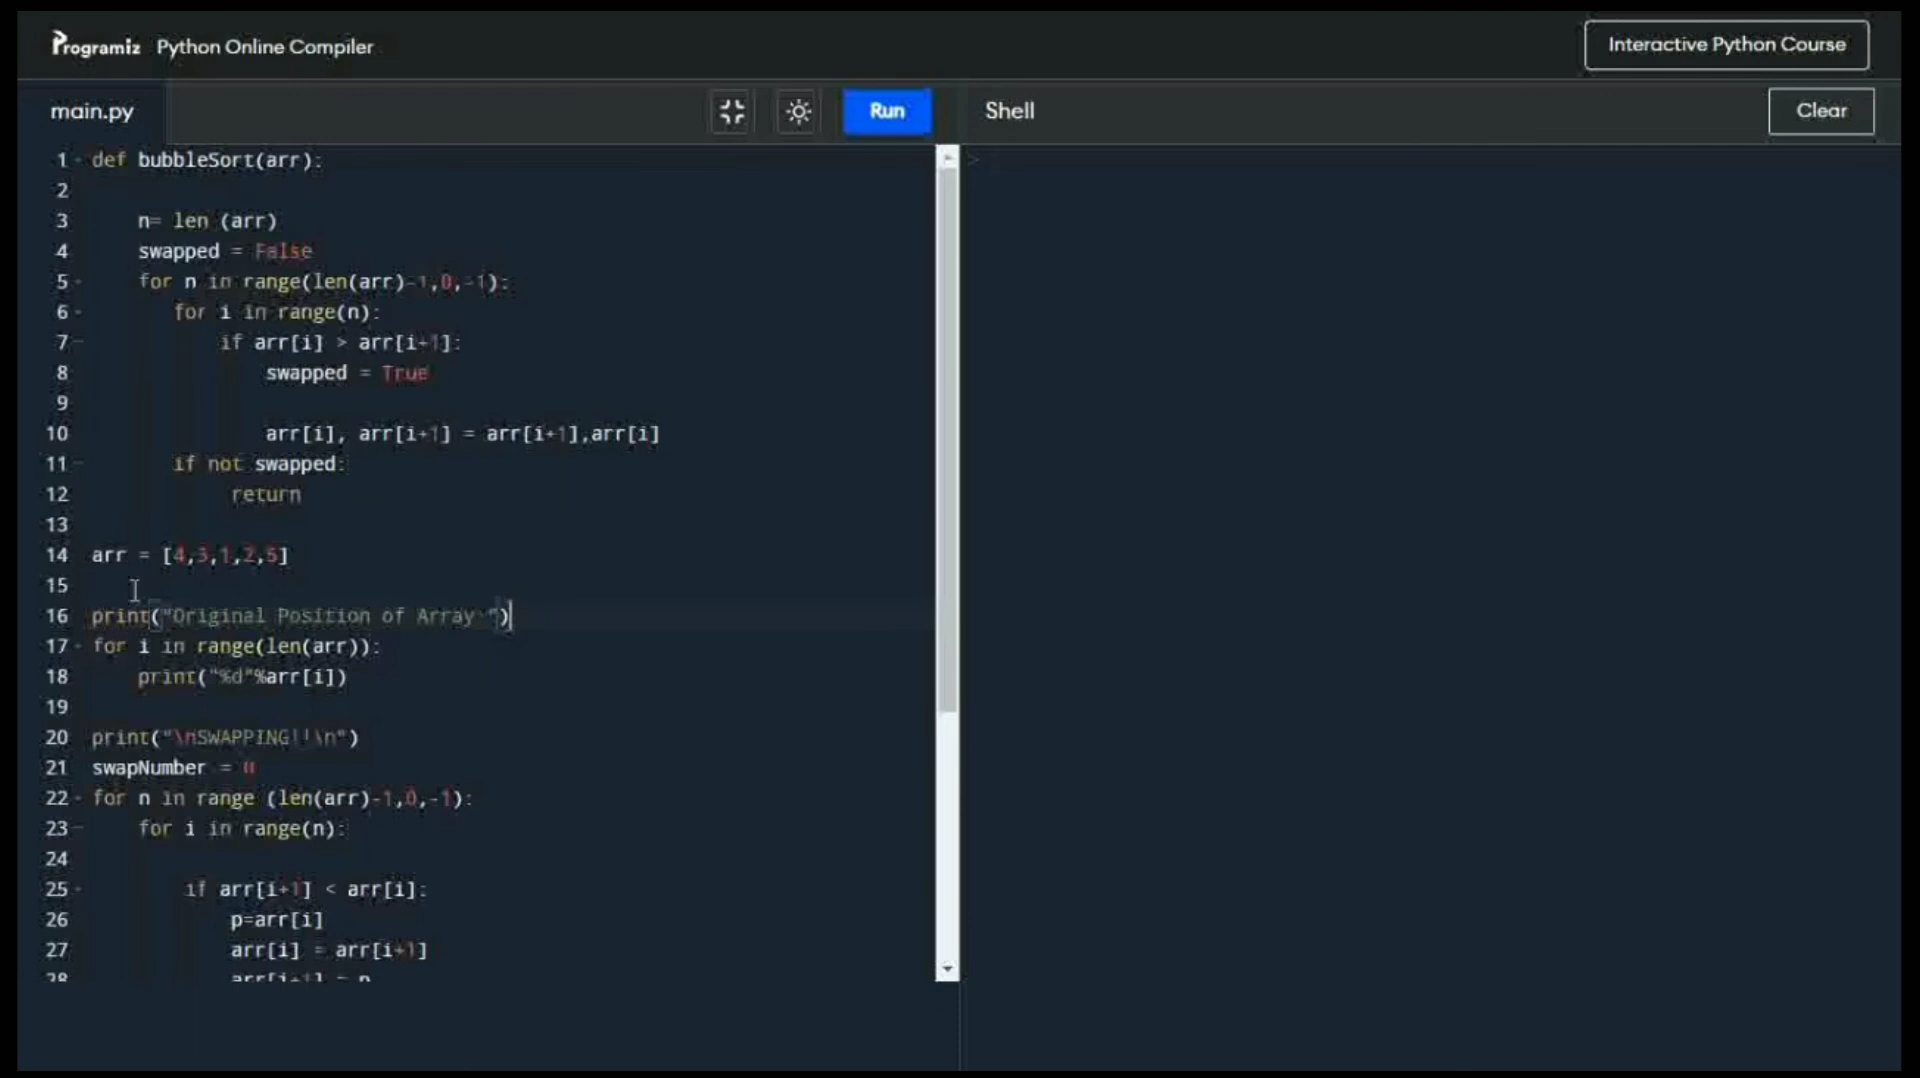 Programiz Python Online Compiler
Interactive Python Course
main.py
Run
Shell
Clear
1 def bubbleSort(arr):
2
3 n= len (arr)
4 swapped = False
5 for n in range(len(arr)-1,0,-1):
6 for i in range(n):
7 if arr[i] > arr[i+1]:
8 swapped = True
9
10 arr[i], arr[i+1] = arr[i+1],arr[i]
11 if not swapped:
12 return
13
14 arr = [4,3,1,2,5]
15
16 print("Original Position of Array ")
17 for i in range(len(arr)):
18 print("%d"%arr[i])
19
20 print("\nSWAPPING!!\n")
21 swapNumber = 0
22 for n in range (len(arr)-1,0,-1):
23 for i in range(n):
24
25 if arr[i+1] < arr[i]:
26 p=arr[i]
27 arr[i] = arr[i+1]
28 arr[i+1] = p
>